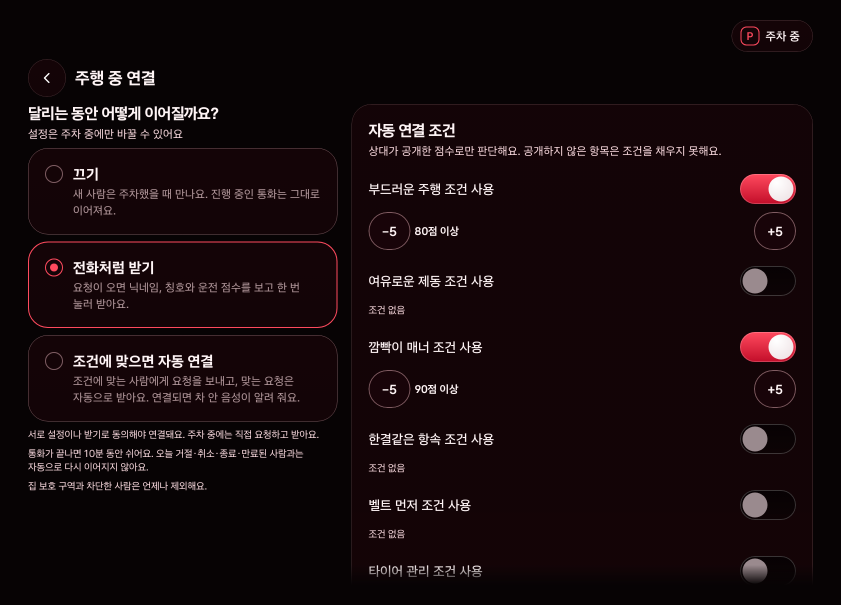 P 주차 중
주행 중 연결
달리는 동안 어떻게 이어질까요?
설정은 주차 중에만 바꿀 수 있어요
끄기
새 사람은 주차했을 때 만나요. 진행 중인 통화는 그대로
이어져요.
전화처럼 받기
요청이 오면 닉네임, 칭호와 운전 점수를 보고 한 번
눌러 받아요.
조건에 맞으면 자동 연결
조건에 맞는 사람에게 요청을 보내고, 맞는 요청은
자동으로 받아요. 연결되면 차 안 음성이 알려 줘요.
서로 설정이나 받기로 동의해야 연결돼요. 주차 중에는 직접 요청하고 받아요.
통화가 끝나면 10분 동안 쉬어요. 오늘 거절·취소·종료·만료된 사람과는
자동으로 다시 이어지지 않아요.
집 보호 구역과 차단한 사람은 언제나 제외해요.
자동 연결 조건
상대가 공개한 점수로만 판단해요. 공개하지 않은 항목은 조건을 채우지 못해요.
부드러운 주행 조건 사용
−5 80점 이상 +5
여유로운 제동 조건 사용
조건 없음
깜빡이 매너 조건 사용
−5 90점 이상 +5
한결같은 항속 조건 사용
조건 없음
벨트 먼저 조건 사용
조건 없음
타이어 관리 조건 사용